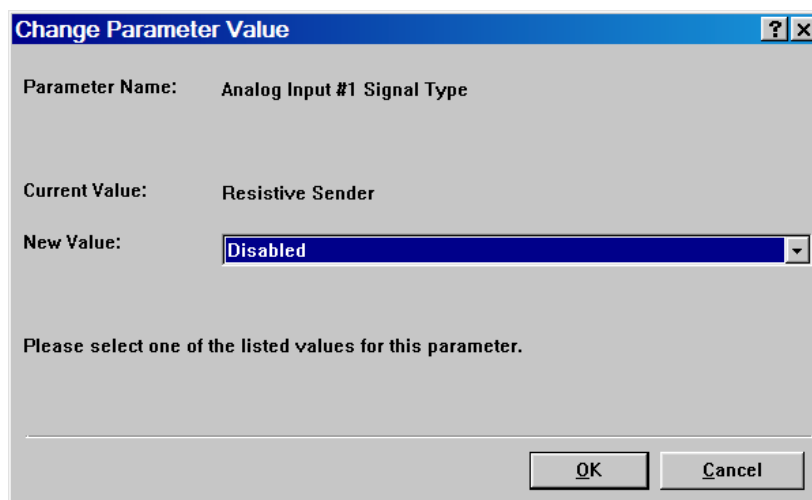 Change Parameter Value
Parameter Name: Analog Input #1 Signal Type
Current Value: Resistive Sender
New Value: Disabled
Please select one of the listed values for this parameter.
OK Cancel